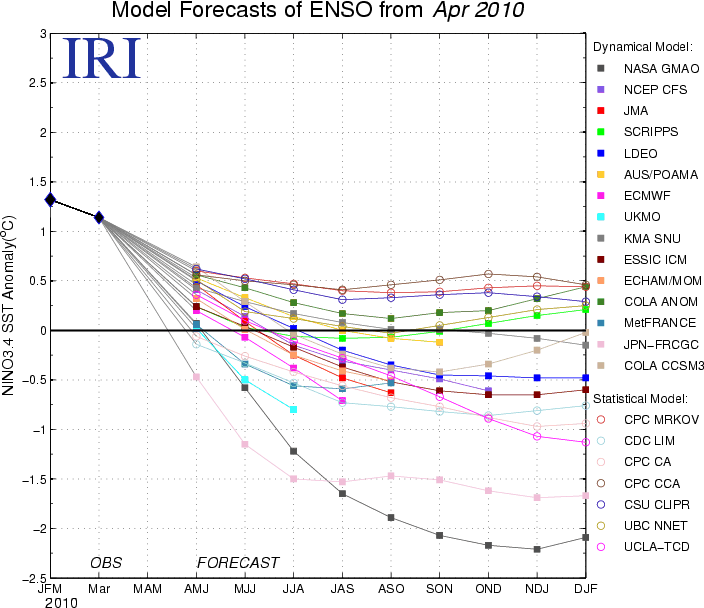 Model Forecasts of ENSO from Apr 2010
IRI
NINO3.4 SST Anomaly(°C)
3
2.5
2
1.5
1
0.5
0
−0.5
−1
−1.5
−2
−2.5
OBS
FORECAST
JFM Mar MAM AMJ MJJ JJA JAS ASO SON OND NDJ DJF
2010
Dynamical Model:
NASA GMAO
NCEP CFS
JMA
SCRIPPS
LDEO
AUS/POAMA
ECMWF
UKMO
KMA SNU
ESSIC ICM
ECHAM/MOM
COLA ANOM
MetFRANCE
JPN−FRCGC
COLA CCSM3
Statistical Model:
CPC MRKOV
CDC LIM
CPC CA
CPC CCA
CSU CLIPR
UBC NNET
UCLA−TCD